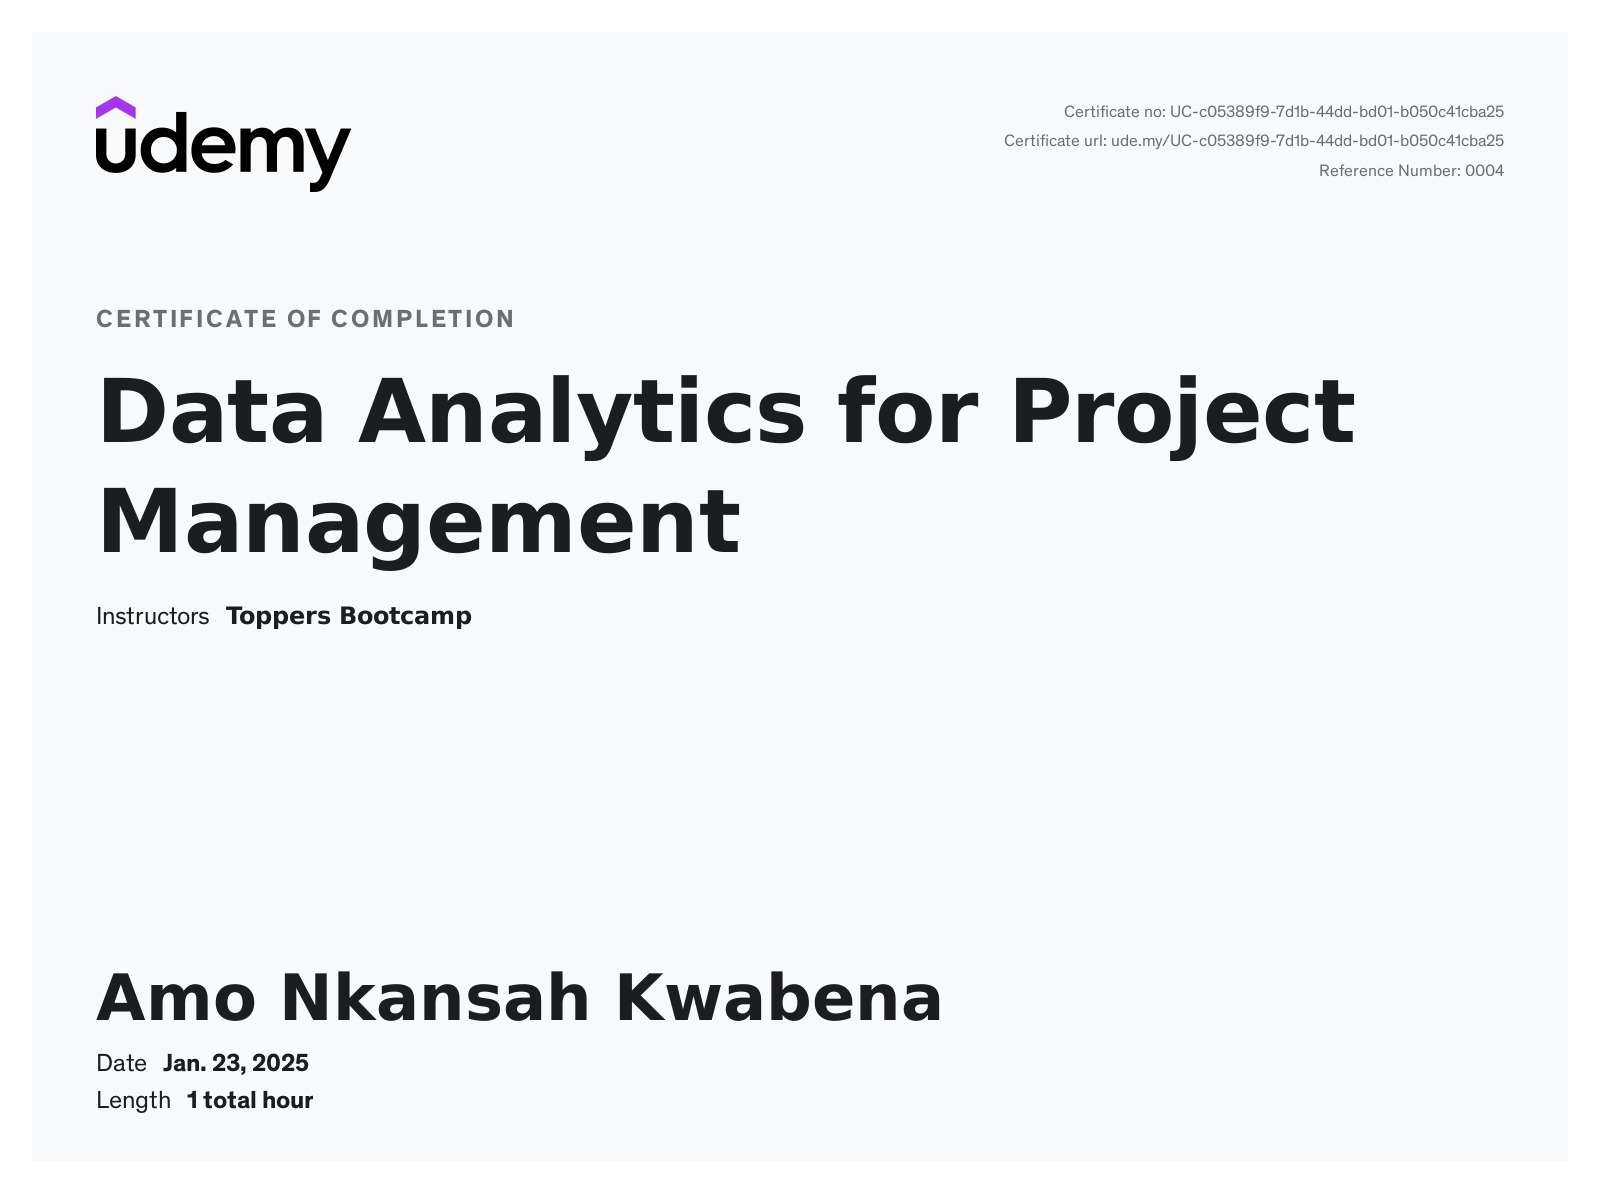 udemy
Certificate no: UC-c05389f9-7d1b-44dd-bd01-b050c41cba25
Certificate url: ude.my/UC-c05389f9-7d1b-44dd-bd01-b050c41cba25
Reference Number: 0004
CERTIFICATE OF COMPLETION
Data Analytics for Project
Management
Instructors Toppers Bootcamp
Amo Nkansah Kwabena
Date Jan. 23, 2025
Length 1 total hour